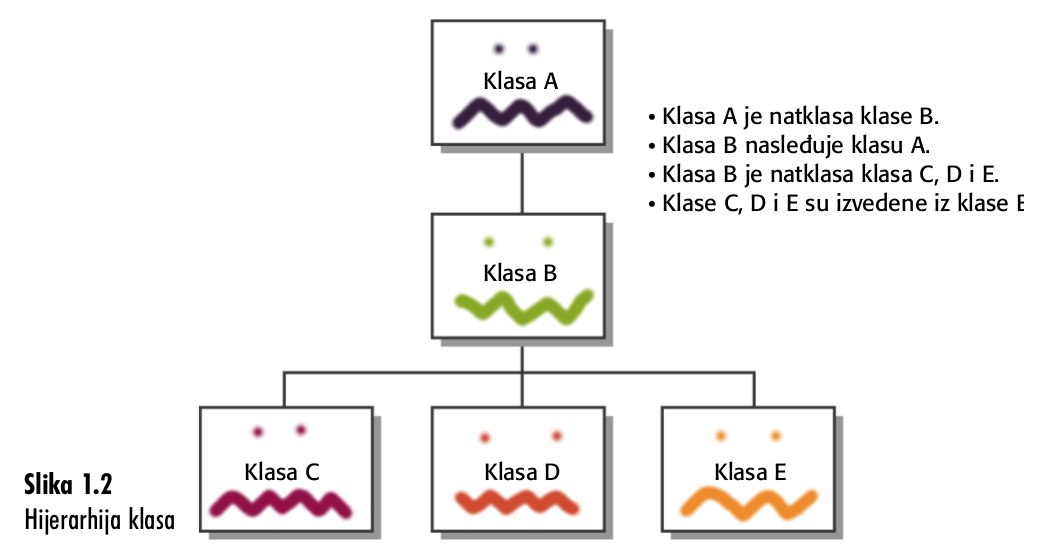 Klasa A
• Klasa A je natklasa klase B.
• Klasa B nasleđuje klasu A.
• Klasa B je natklasa klasa C, D i E.
• Klase C, D i E su izvedene iz klase
Klasa B
Klasa C
Klasa D
Klasa E
Slika 1.2
Hijerarhija klasa